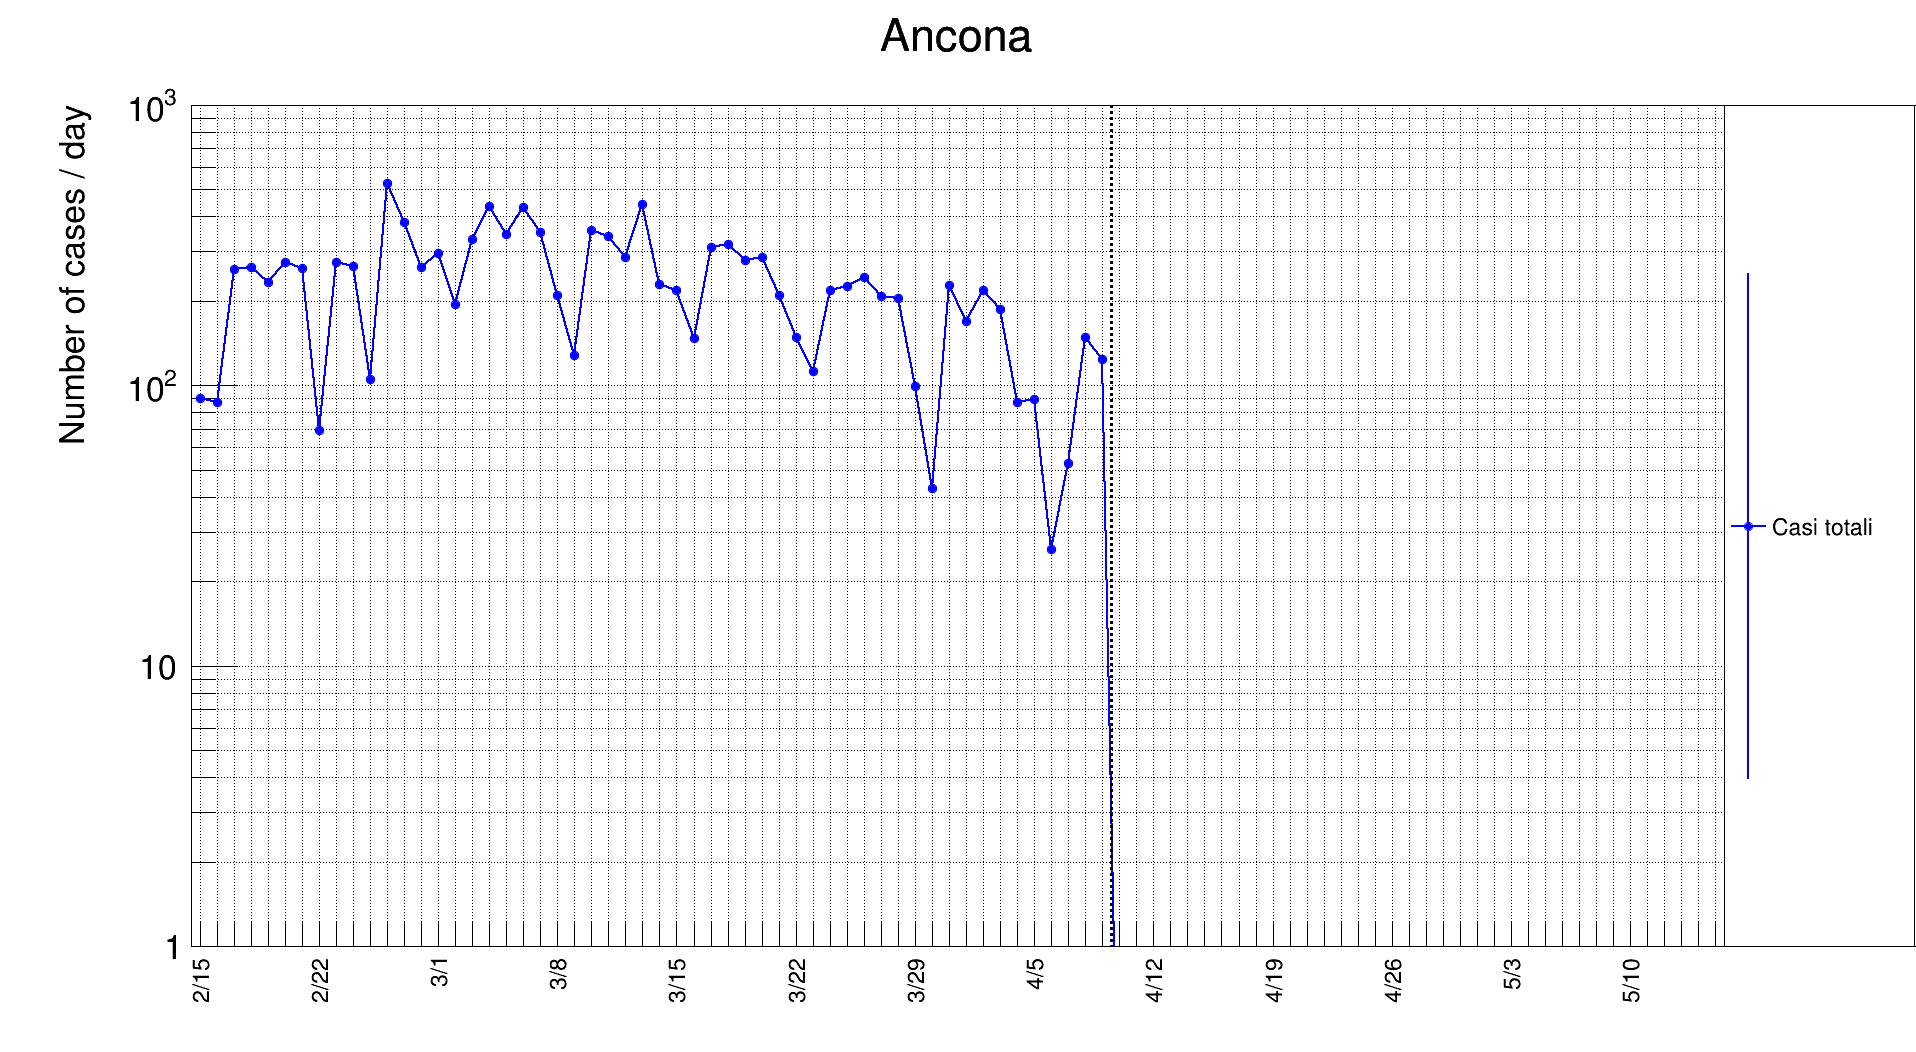 Ancona
Number of cases / day
10³
10²
10
1
2/15 2/22 3/1 3/8 3/15 3/22 3/29 4/5 4/12 4/19 4/26 5/3 5/10
Casi totali